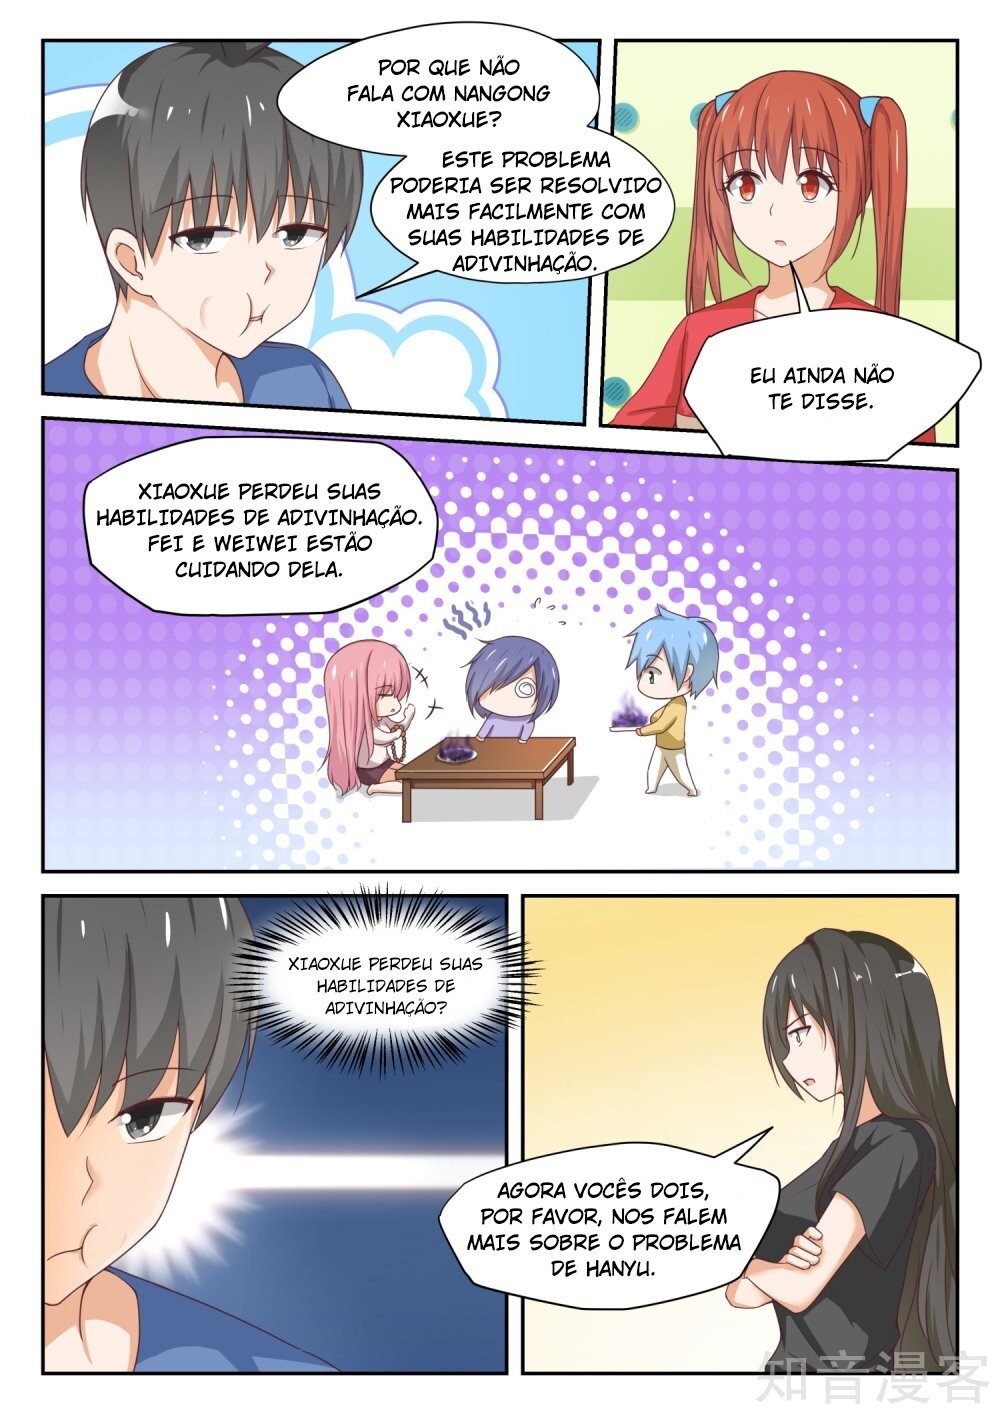 POR QUE NÃO
FALA COM NANGONG
XIAOXUE?
ESTE PROBLEMA
PODERIA SER RESOLVIDO
MAIS FACILMENTE COM
SUAS HABILIDADES DE
ADIVINHAÇÃO.
EU AINDA NÃO
TE DISSE.
XIAOXUE PERDEU SUAS
HABILIDADES DE ADIVINHAÇÃO.
FEI E WEIWEI ESTÃO
CUIDANDO DELA.
XIAOXUE PERDEU SUAS
HABILIDADES DE
ADIVINHAÇÃO?
AGORA VOCÊS DOIS,
POR FAVOR, NOS FALEM
MAIS SOBRE O PROBLEMA
DE HANYU.
知音漫客